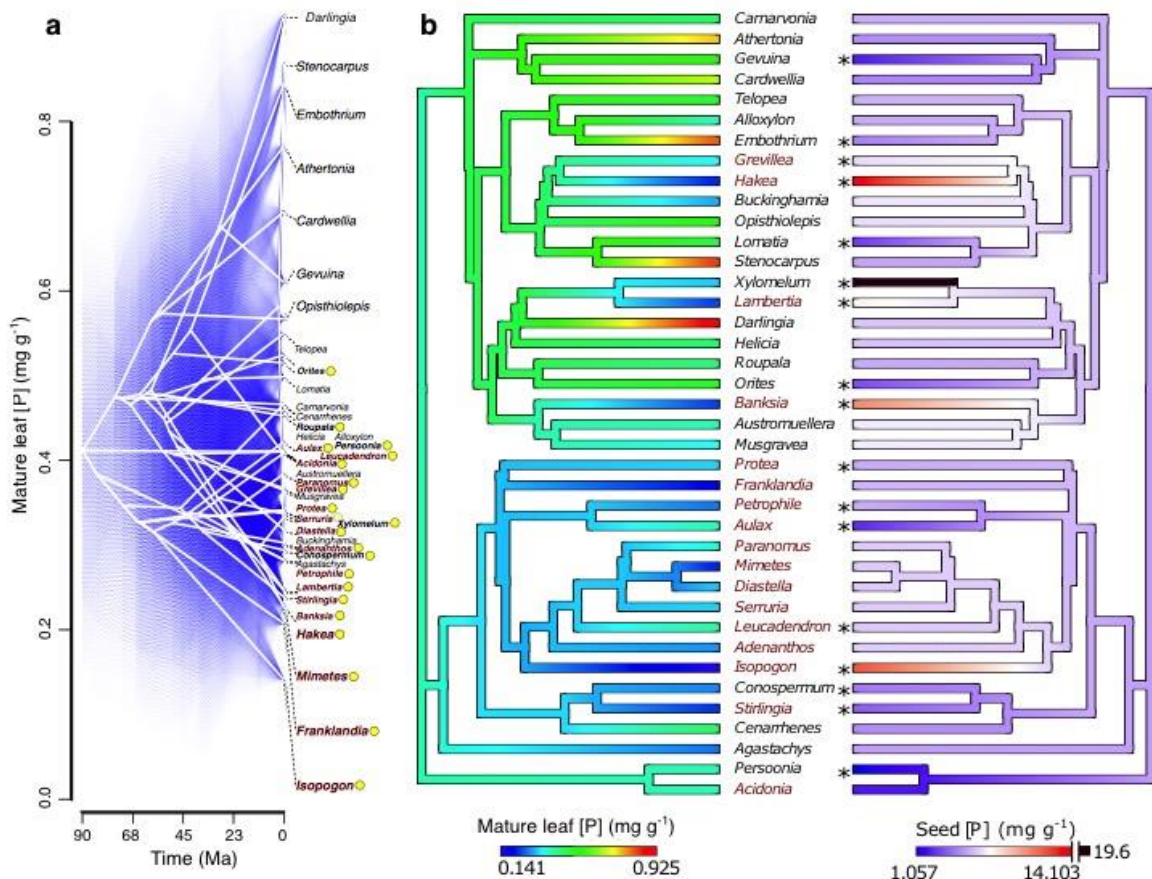 a
Mature leaf [P] (mg g⁻¹)
0.8
0.6
0.4
0.2
0.0
90 68 45 23 0
Time (Ma)
Darlingia
Stenocarpus
Embothrium
Athertonia
Cardwellia
Gevuina
Opisthiolepis
Telopea
Orites
Lomatia
Carnarvonia
Cenarrhenes
Roupala
Helicia Alloxylon
Aulax Persoonia
Leucadendron
Acidonia
Austromuellera
Paranomus
Grevillea
Musgravea
Protea
Serruria Xylomelum
Diastella
Buckinghamia
Adenanthos
Conospermum
Agastachys
Petrophile
Lambertia
Stirlingia
Banksia
Hakea
Mimetes
Franklandia
Isopogon
b
Carnarvonia
Athertonia
Gevuina *
Cardwellia
Telopea
Alloxylon
Embothrium *
Grevillea *
Hakea *
Buckinghamia
Opisthiolepis
Lomatia *
Stenocarpus
Xylomelum *
Lambertia *
Darlingia
Helicia
Roupala
Orites *
Banksia *
Austromuellera
Musgravea
Protea *
Franklandia
Petrophile *
Aulax *
Paranomus
Mimetes
Diastella
Serruria
Leucadendron *
Adenanthos
Isopogon *
Conospermum *
Stirlingia *
Cenarrhenes
Agastachys
Persoonia *
Acidonia
Mature leaf [P] (mg g⁻¹)
0.141 0.925
Seed [P] (mg g⁻¹)
1.057 14.103 19.6